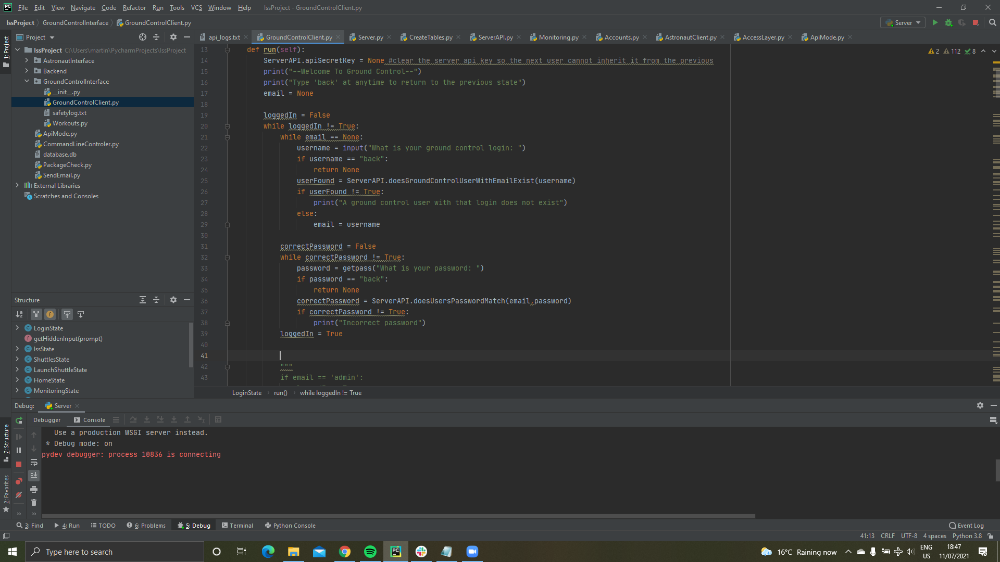 PC File Edit View Navigate Code Refactor Run Tools VCS Window Help IssProject - GroundControlClient.py
IssProject GroundControlInterface GroundControlClient.py Server
Project api_logs.txt GroundControlClient.py Server.py CreateTables.py ServerAPI.py Monitoring.py Accounts.py AstronautClient.py AccessLayer.py ApiMode.py
1: Project
IssProject C:\Users\martin\PycharmProjects\IssProject
AstronautInterface
Backend
GroundControlInterface
__init__.py
GroundControlClient.py
safetylog.txt
Workouts.py
ApiMode.py
CommandLineControler.py
database.db
PackageCheck.py
SendEmail.py
External Libraries
Scratches and Consoles
2 112 8
13 def run(self):
14 ServerAPI.apiSecretKey = None #clear the server api key so the next user cannot inherit it from the previous
15 print("--Welcome To Ground Control--")
16 print("Type 'back' at anytime to return to the previous state")
17 email = None
18
19 loggedIn = False
20 while loggedIn != True:
21 while email == None:
22 username = input("What is your ground control login: ")
23 if username == "back":
24 return None
25 userFound = ServerAPI.doesGroundControlUserWithEmailExist(username)
26 if userFound != True:
27 print("A ground control user with that login does not exist")
28 else:
29 email = username
30
31 correctPassword = False
32 while correctPassword != True:
33 password = getpass("What is your password: ")
34 if password == "back":
35 return None
36 correctPassword = ServerAPI.doesUsersPasswordMatch(email,password)
37 if correctPassword != True:
38 print("Incorrect password")
39 loggedIn = True
40
41
42 """
43 if email == 'admin':
LoginState run() while loggedIn != True
Structure
LoginState
getHiddenInput(prompt)
IssState
ShuttlesState
LaunchShuttleState
HomeState
MonitoringState
Debug: Server
Debugger Console
7: Structure
2: Favorites
Use a production WSGI server instead.
* Debug mode: on
pydev debugger: process 10836 is connecting
3: Find 4: Run TODO 6: Problems 5: Debug Terminal Python Console Event Log
41:13 CRLF UTF-8 4 spaces Python 3.8
Type here to search PC 16°C Raining now ENG US 18:47 11/07/2021